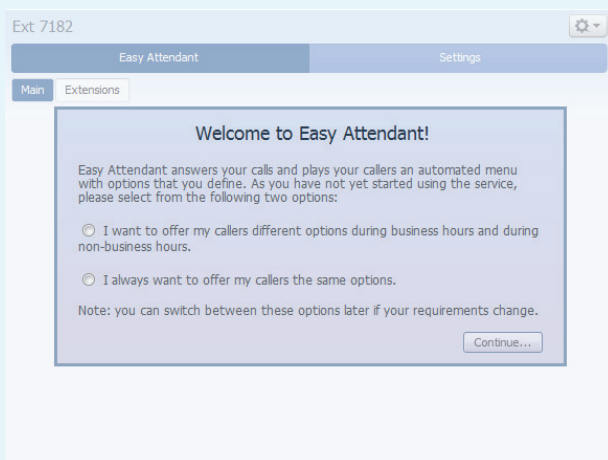 Ext 7182
Easy Attendant
Settings
Main
Extensions
Welcome to Easy Attendant!
Easy Attendant answers your calls and plays your callers an automated menu
with options that you define. As you have not yet started using the service,
please select from the following two options:
I want to offer my callers different options during business hours and during
non-business hours.
I always want to offer my callers the same options.
Note: you can switch between these options later if your requirements change.
Continue...